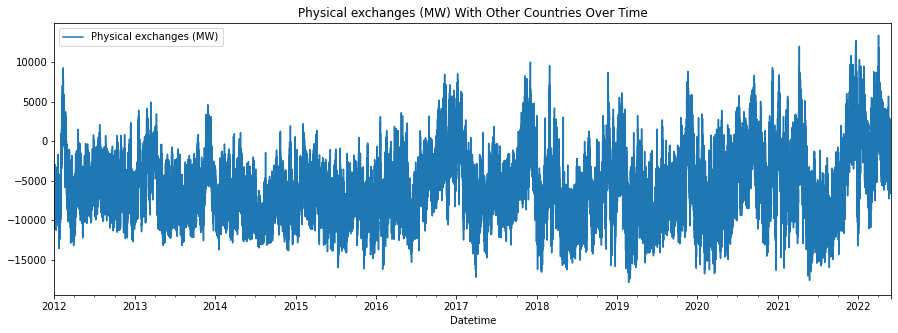 Physical exchanges (MW) With Other Countries Over Time
Physical exchanges (MW)
10000
5000
0
−5000
−10000
−15000
2012 2013 2014 2015 2016 2017 2018 2019 2020 2021 2022
Datetime